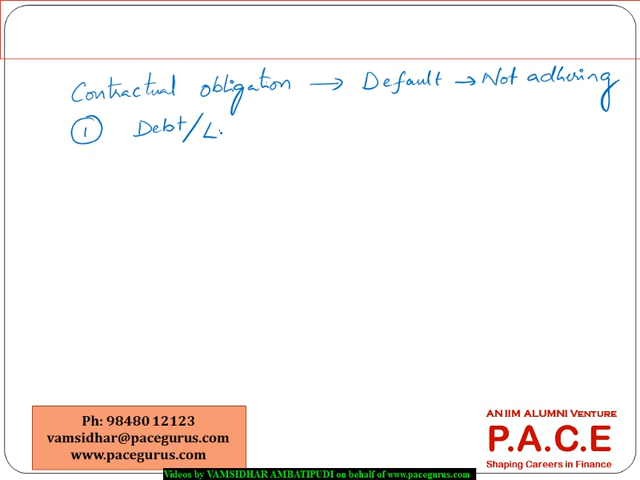 Contractual obligation → Default → Not adhering
① Debt/Li
Ph: 98480 12123
vamsidhar@pacegurus.com
www.pacegurus.com
AN IIM ALUMNI VENTURE
P.A.C.E
Shaping Careers in Finance
Videos by VAMSIDHAR AMBATIPUDI on behalf of www.pacegurus.com